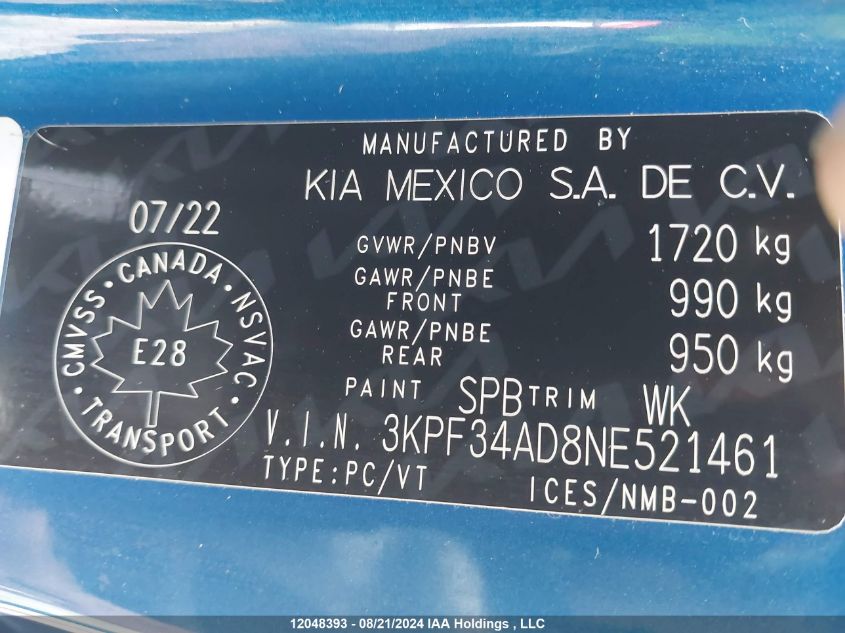 MANUFACTURED BY
KIA MEXICO S.A. DE C.V.
07/22
GVWR/PNBV 1720 kg
GAWR/PNBE
FRONT 990 kg
GAWR/PNBE
REAR 950 kg
CMVSS · CANADA · NSVAC
E28
· TRANSPORT ·
PAINT SPB TRIM WK
V.I.N. 3KPF34AD8NE521461
TYPE:PC/VT ICES/NMB-002
12048393 - 08/21/2024 IAA Holdings , LLC